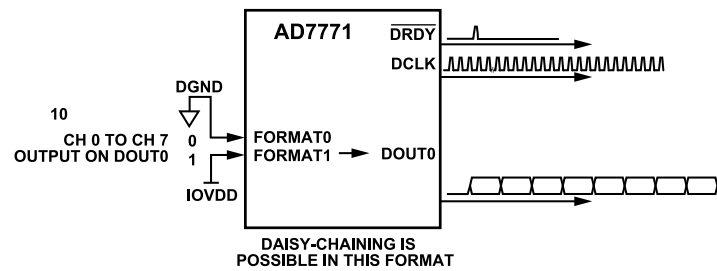 AD7771
DRDY
DCLK
DGND
10
CH 0 TO CH 7 0
OUTPUT ON DOUT0 1
FORMAT0
FORMAT1
DOUT0
IOVDD
DAISY-CHAINING IS
POSSIBLE IN THIS FORMAT